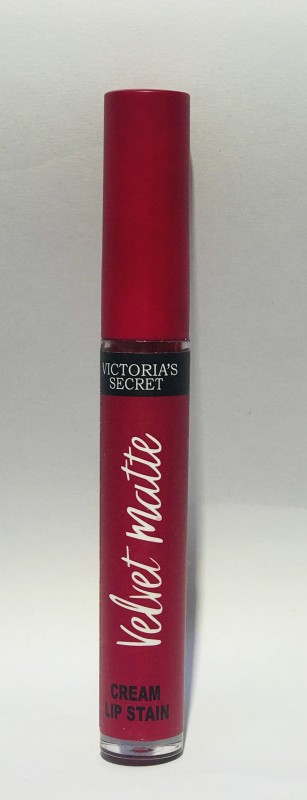 VICTORIA'S
SECRET
Velvet Matte
CREAM
LIP STAIN